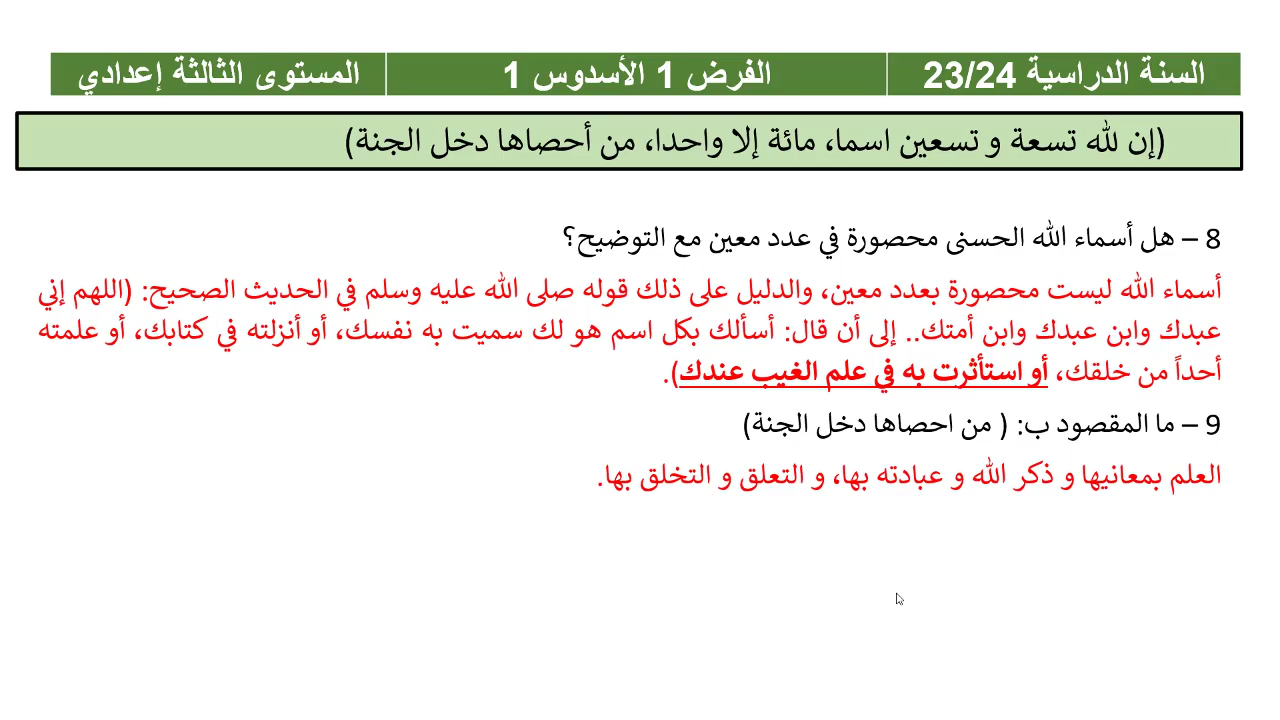 السنة الدراسية 23/24
الفرض 1 الأسدوس 1
المستوى الثالثة إعدادي
(إن لله تسعة و تسعين اسما، مائة إلا واحدا، من أحصاها دخل الجنة)
8 – هل أسماء الله الحسنى محصورة في عدد معين مع التوضيح؟
أسماء الله ليست محصورة بعدد معين، والدليل على ذلك قوله صلى الله عليه وسلم في الحديث الصحيح: (اللهم إني
عبدك وابن عبدك وابن أمتك.. إلى أن قال: أسألك بكل اسم هو لك سميت به نفسك، أو أنزلته في كتابك، أو علمته
أحداً من خلقك، أو استأثرت به في علم الغيب عندك).
9 – ما المقصود ب: ( من احصاها دخل الجنة)
العلم بمعانيها و ذكر الله و عبادته بها، و التعلق و التخلق بها.